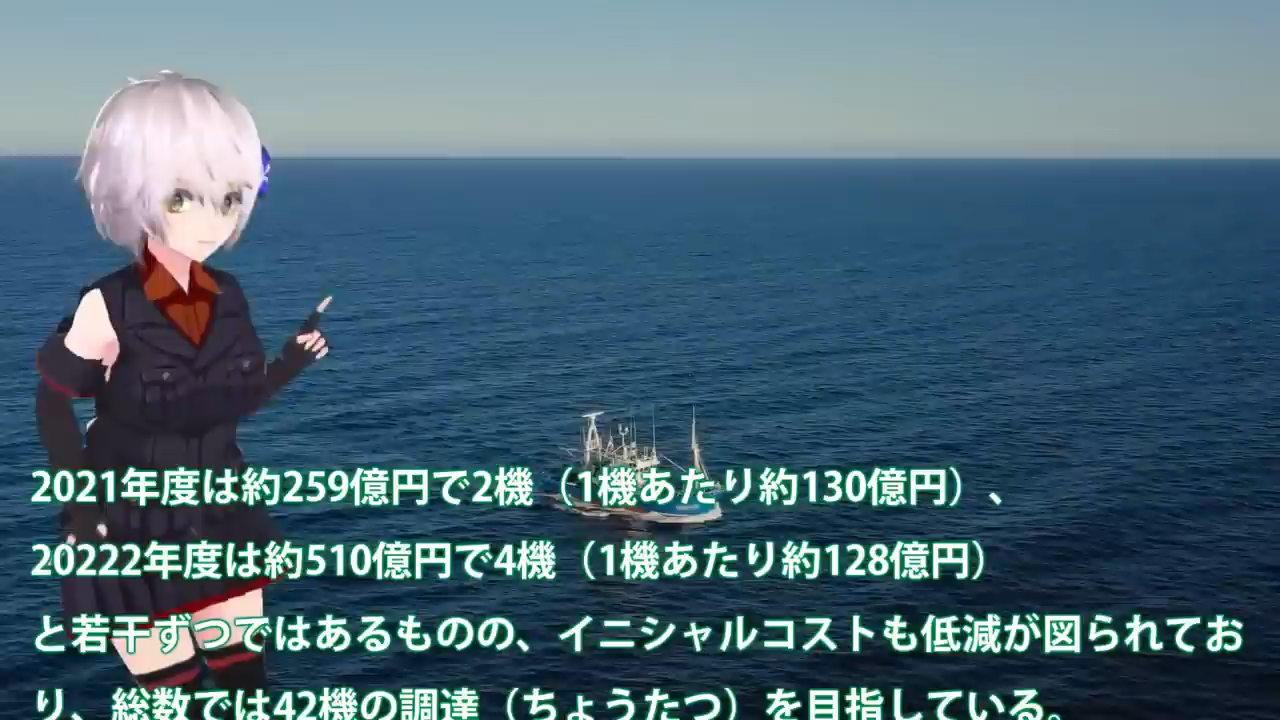 2021年度は約259億円で2機（1機あたり約130億円）、
20222年度は約510億円で4機（1機あたり約128億円）
と若干ずつではあるものの、イニシャルコストも低減が図られてお
り、総数では42機の調達（ちょうたつ）を目指している。